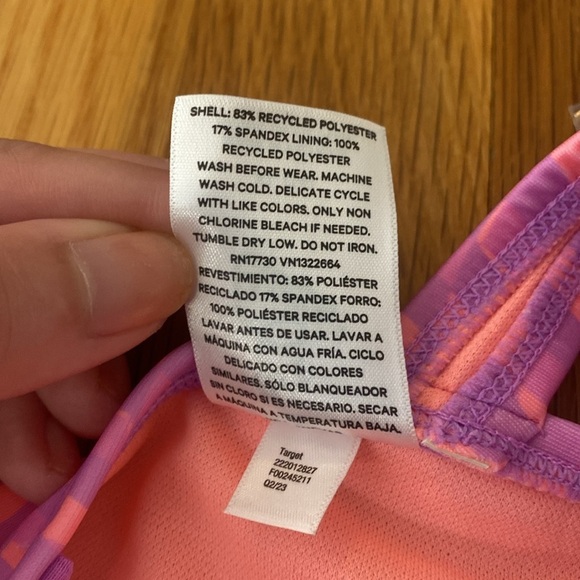 SHELL: 83% RECYCLED POLYESTER
17% SPANDEX LINING: 100%
RECYCLED POLYESTER
WASH BEFORE WEAR. MACHINE
WASH COLD. DELICATE CYCLE
WITH LIKE COLORS. ONLY NON
CHLORINE BLEACH IF NEEDED.
TUMBLE DRY LOW. DO NOT IRON.
RN17730 VN1322664
REVESTIMIENTO: 83% POLIÉSTER
RECICLADO 17% SPANDEX FORRO:
100% POLIÉSTER RECICLADO
LAVAR ANTES DE USAR. LAVAR A
MÁQUINA CON AGUA FRÍA. CICLO
DELICADO CON COLORES
SIMILARES. SÓLO BLANQUEADOR
SIN CLORO SI ES NECESARIO. SECAR
A MÁQUINA A TEMPERATURA BAJA.
Target
222012827
F00245211
02/23